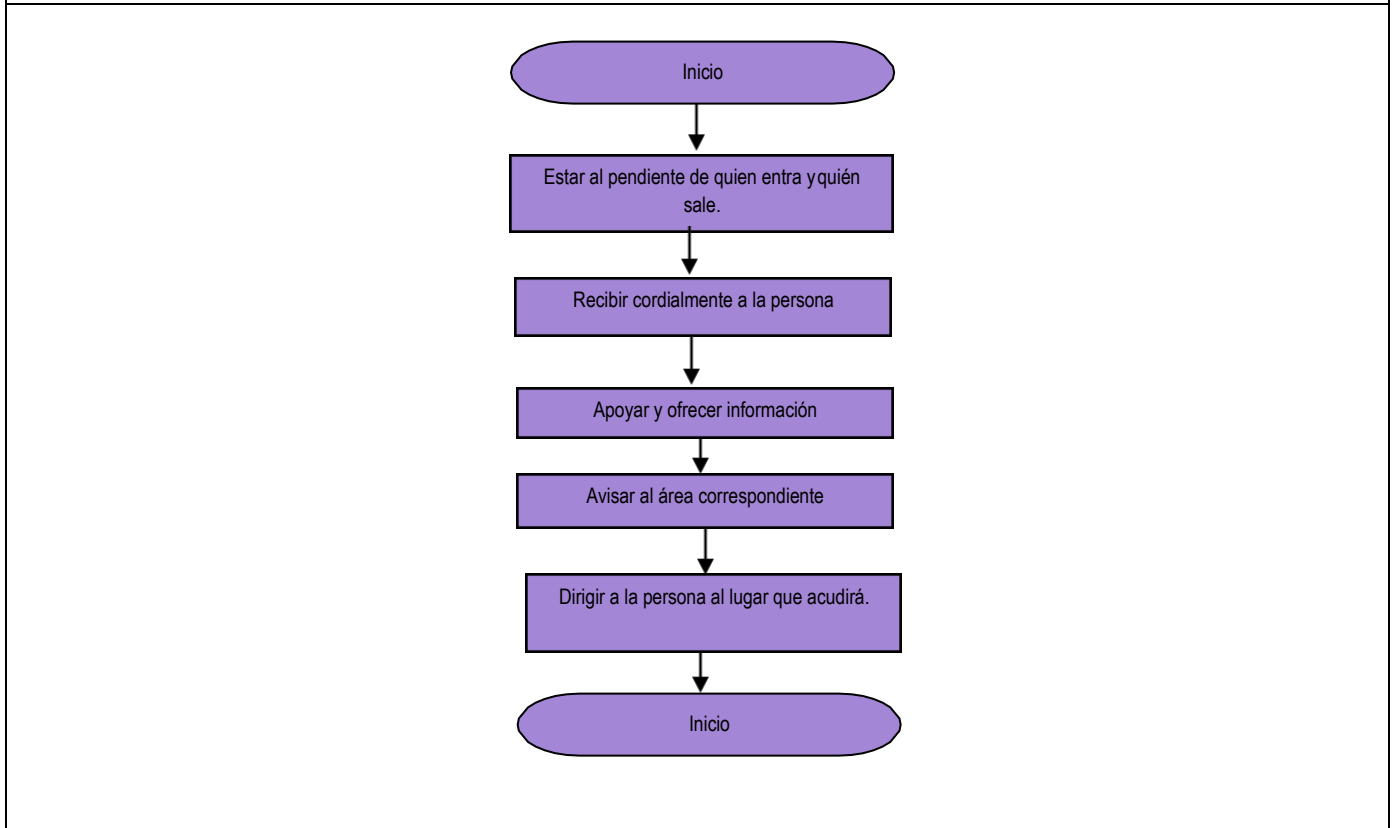 Inicio
Estar al pendiente de quien entra y quién
sale.
Recibir cordialmente a la persona
Apoyar y ofrecer información
Avisar al área correspondiente
Dirigir a la persona al lugar que acudirá.
Inicio